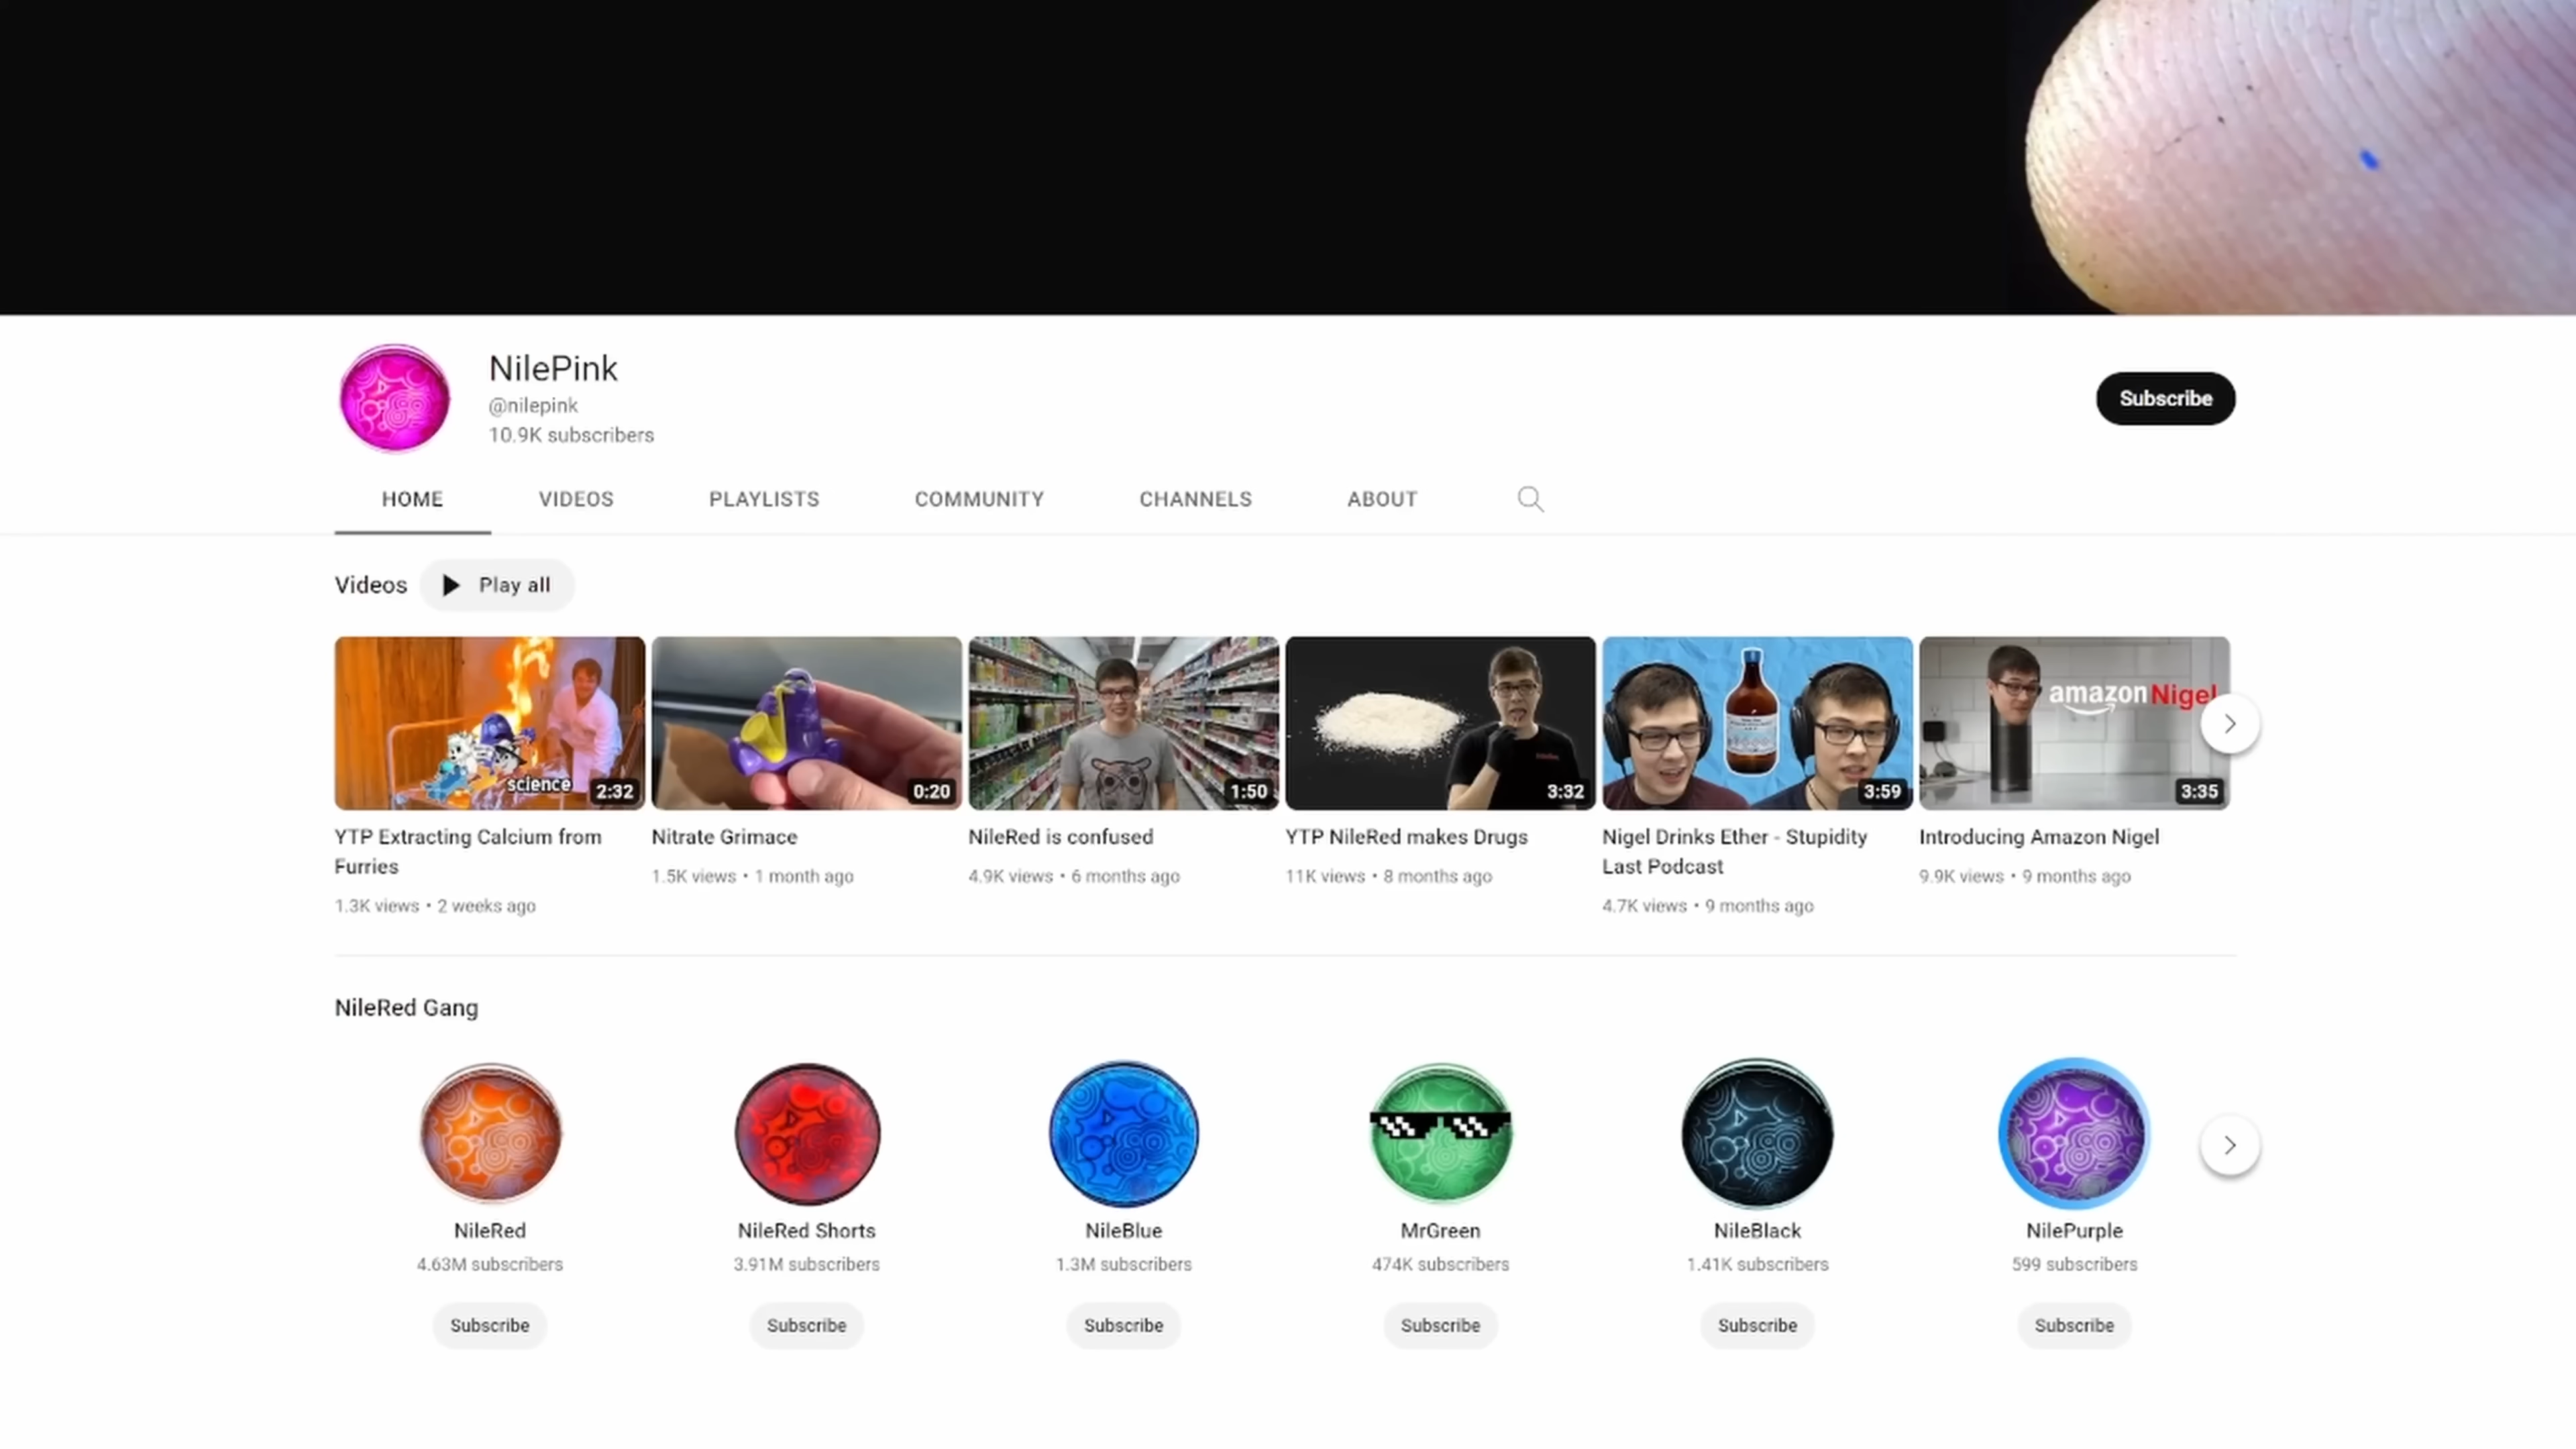 NilePink
@nilepink
10.9K subscribers
Subscribe
HOME
VIDEOS
PLAYLISTS
COMMUNITY
CHANNELS
ABOUT
Videos
Play all
science
2:32
0:20
1:50
3:32
3:59
amazon Nigel
3:35
YTP Extracting Calcium from
Furries
1.3K views • 2 weeks ago
Nitrate Grimace
1.5K views • 1 month ago
NileRed is confused
4.9K views • 6 months ago
YTP NileRed makes Drugs
11K views • 8 months ago
Nigel Drinks Ether - Stupidity
Last Podcast
4.7K views • 9 months ago
Introducing Amazon Nigel
9.9K views • 9 months ago
NileRed Gang
NileRed
4.63M subscribers
Subscribe
NileRed Shorts
3.91M subscribers
Subscribe
NileBlue
1.3M subscribers
Subscribe
MrGreen
474K subscribers
Subscribe
NileBlack
1.41K subscribers
Subscribe
NilePurple
599 subscribers
Subscribe